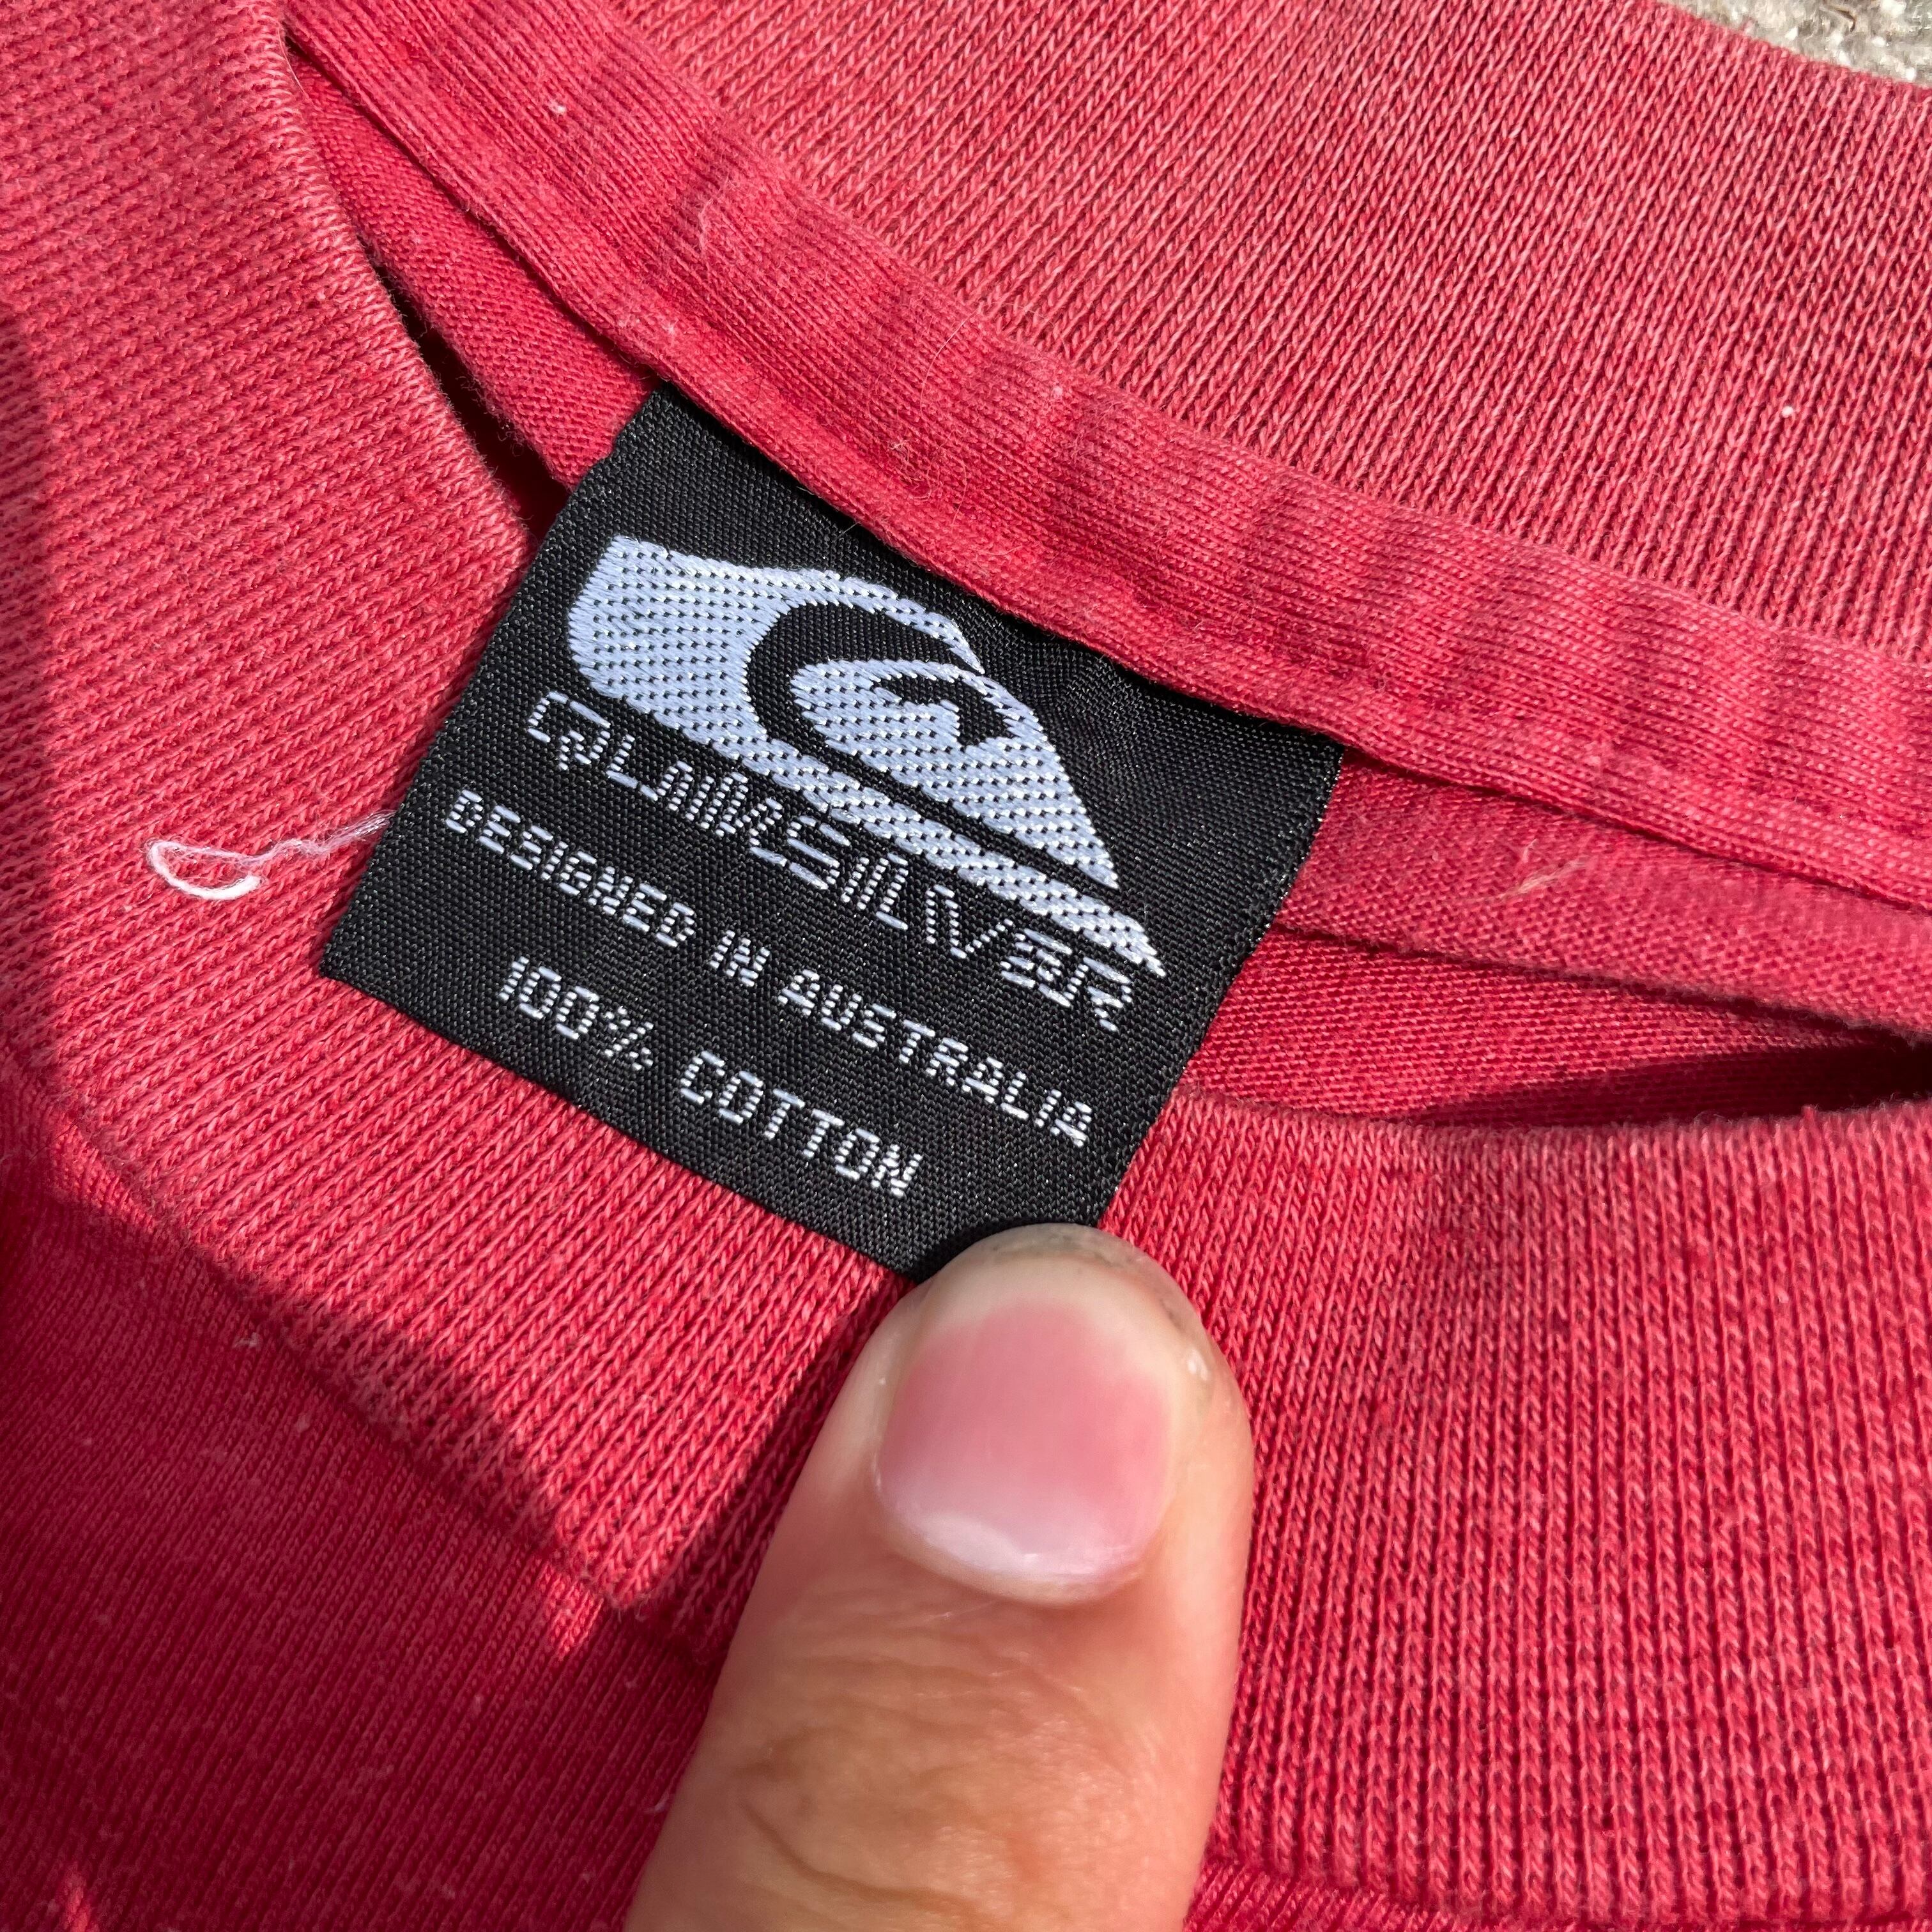 QUIKSILVER
DESIGNED IN AUSTRALIA
100% COTTON